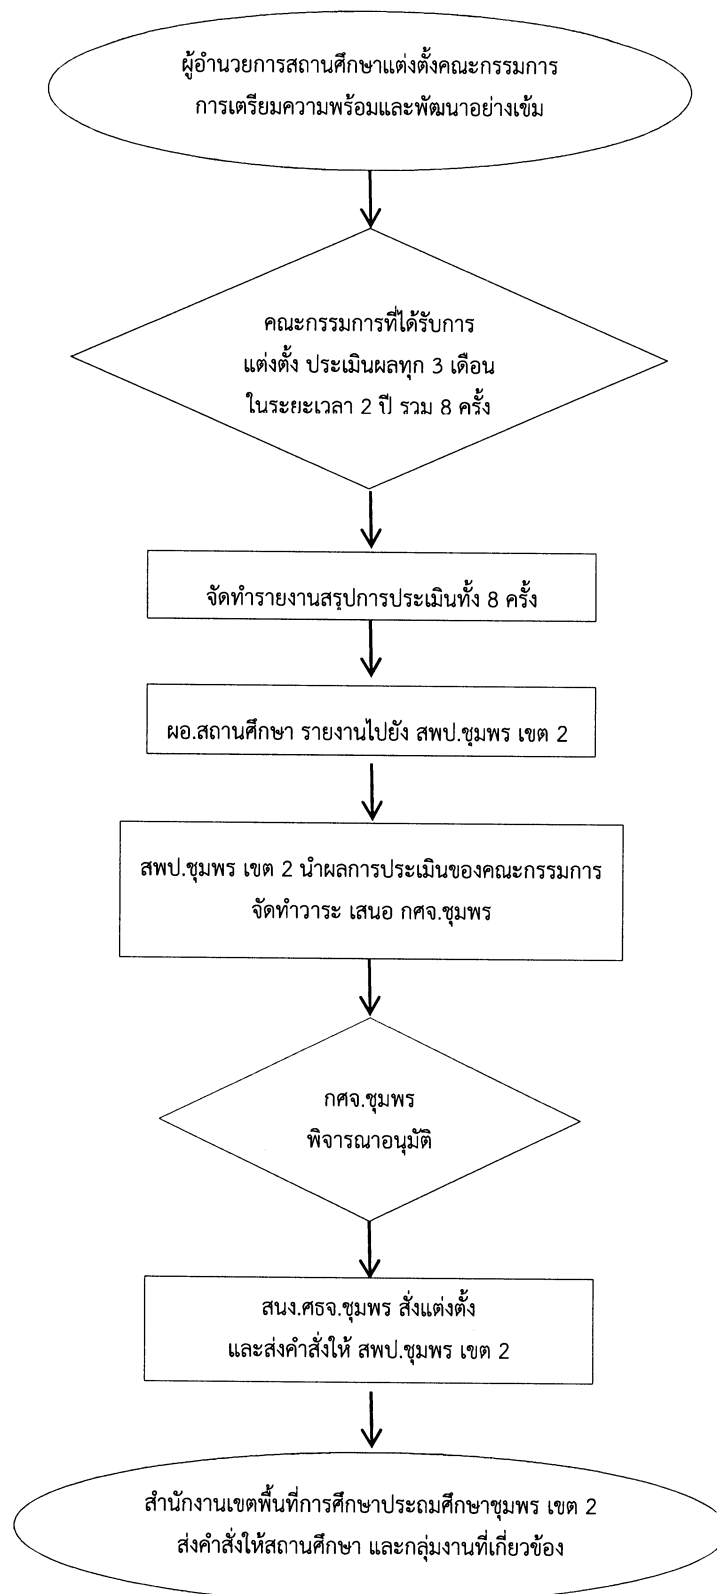 ผู้อำนวยการสถานศึกษาแต่งตั้งคณะกรรมการ
การเตรียมความพร้อมและพัฒนาอย่างเข้ม
คณะกรรมการที่ได้รับการ
แต่งตั้ง ประเมินผลทุก 3 เดือน
ในระยะเวลา 2 ปี รวม 8 ครั้ง
จัดทำรายงานสรุปการประเมินทั้ง 8 ครั้ง
ผอ.สถานศึกษา รายงานไปยัง สพป.ชุมพร เขต 2
สพป.ชุมพร เขต 2 นำผลการประเมินของคณะกรรมการ
จัดทำวาระ เสนอ กศจ.ชุมพร
กศจ.ชุมพร
พิจารณาอนุมัติ
สนง.ศธจ.ชุมพร สั่งแต่งตั้ง
และส่งคำสั่งให้ สพป.ชุมพร เขต 2
สำนักงานเขตพื้นที่การศึกษาประถมศึกษาชุมพร เขต 2
ส่งคำสั่งให้สถานศึกษา และกลุ่มงานที่เกี่ยวข้อง